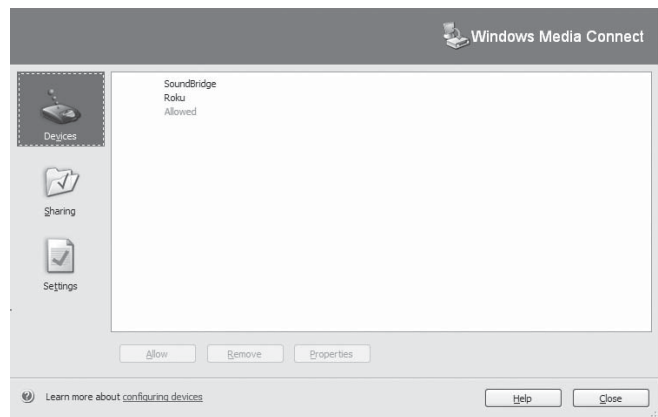 Windows Media Connect
SoundBridge
Roku
Allowed
Devices
Sharing
Settings
Allow Remove Properties
Learn more about configuring devices
Help Close